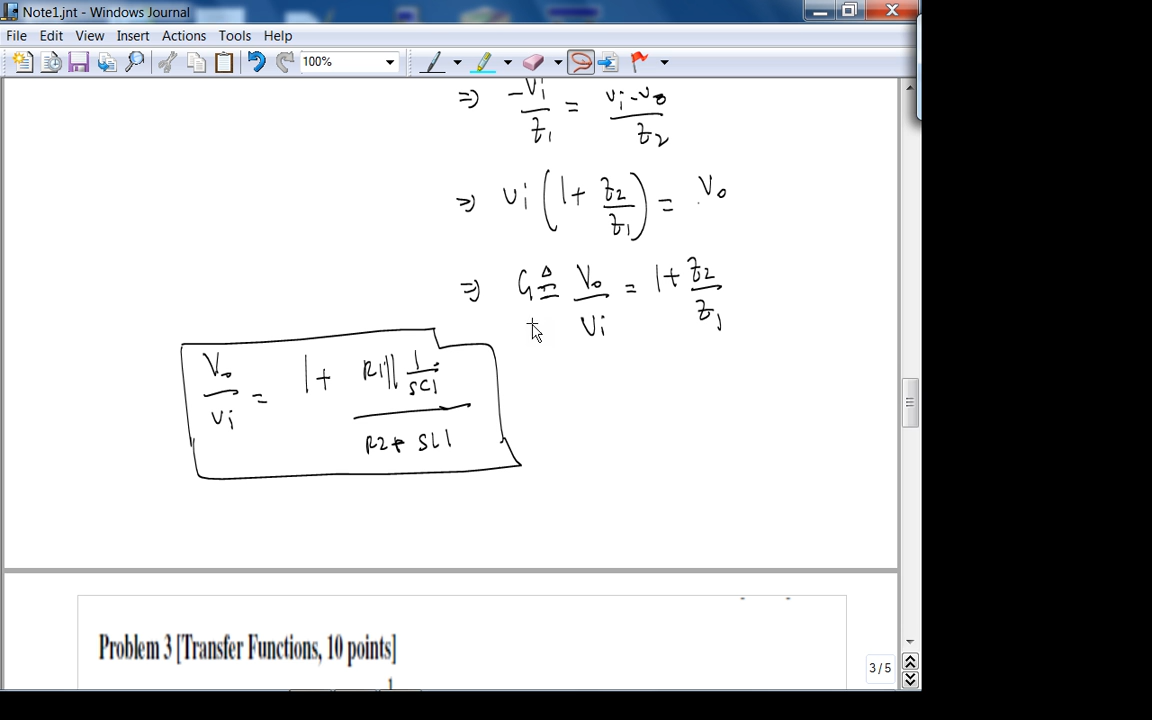 Note1.jnt - Windows Journal
File Edit View Insert Actions Tools Help
100%
=) -Vi/Z1 = Vi-Vo/Z2
=) Vi (1+ Z2/Z1) = Vo
=) G ≜ Vo/Vi = 1+ Z2/Z1
Vo/Vi = 1+ R1||1/SC1 / R2+ SL1
Problem 3 [Transfer Functions, 10 points]
3/5